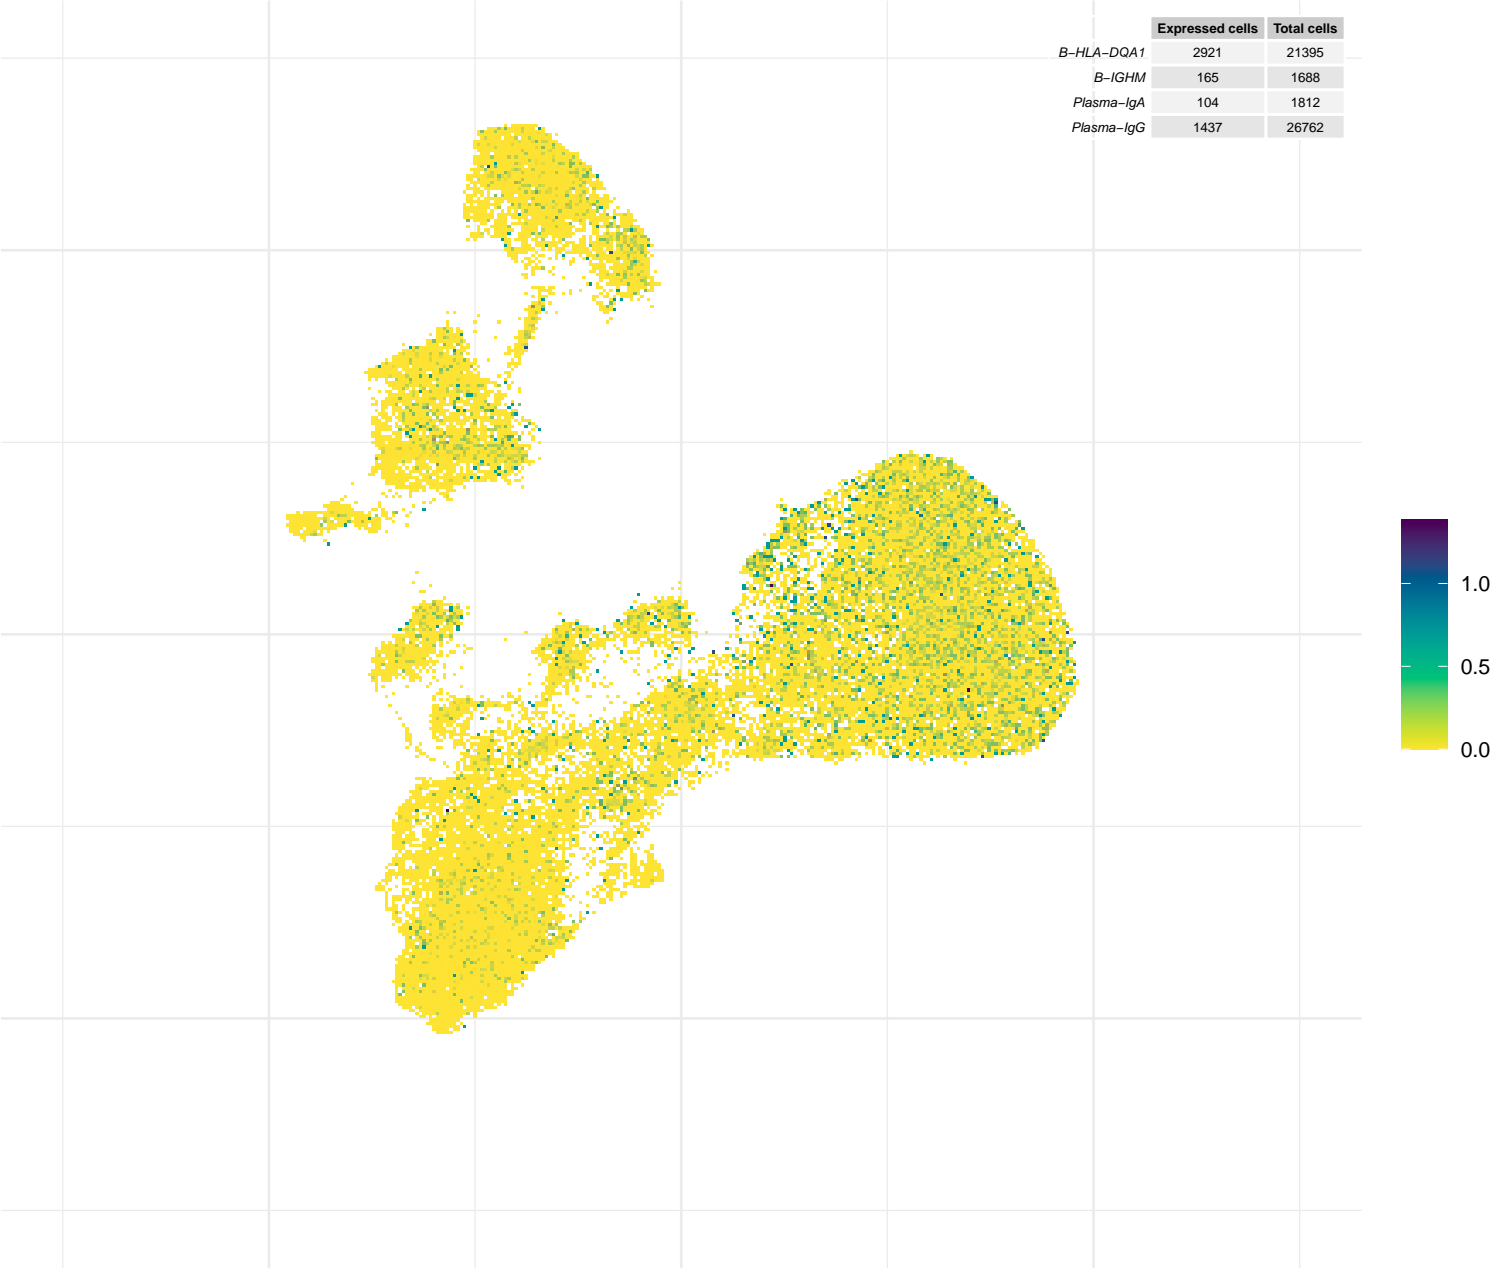 Expressed cells Total cells
B−HLA−DQA1 2921 21395
B−IGHM 165 1688
Plasma−IgA 104 1812
Plasma−IgG 1437 26762
1.0
0.5
0.0